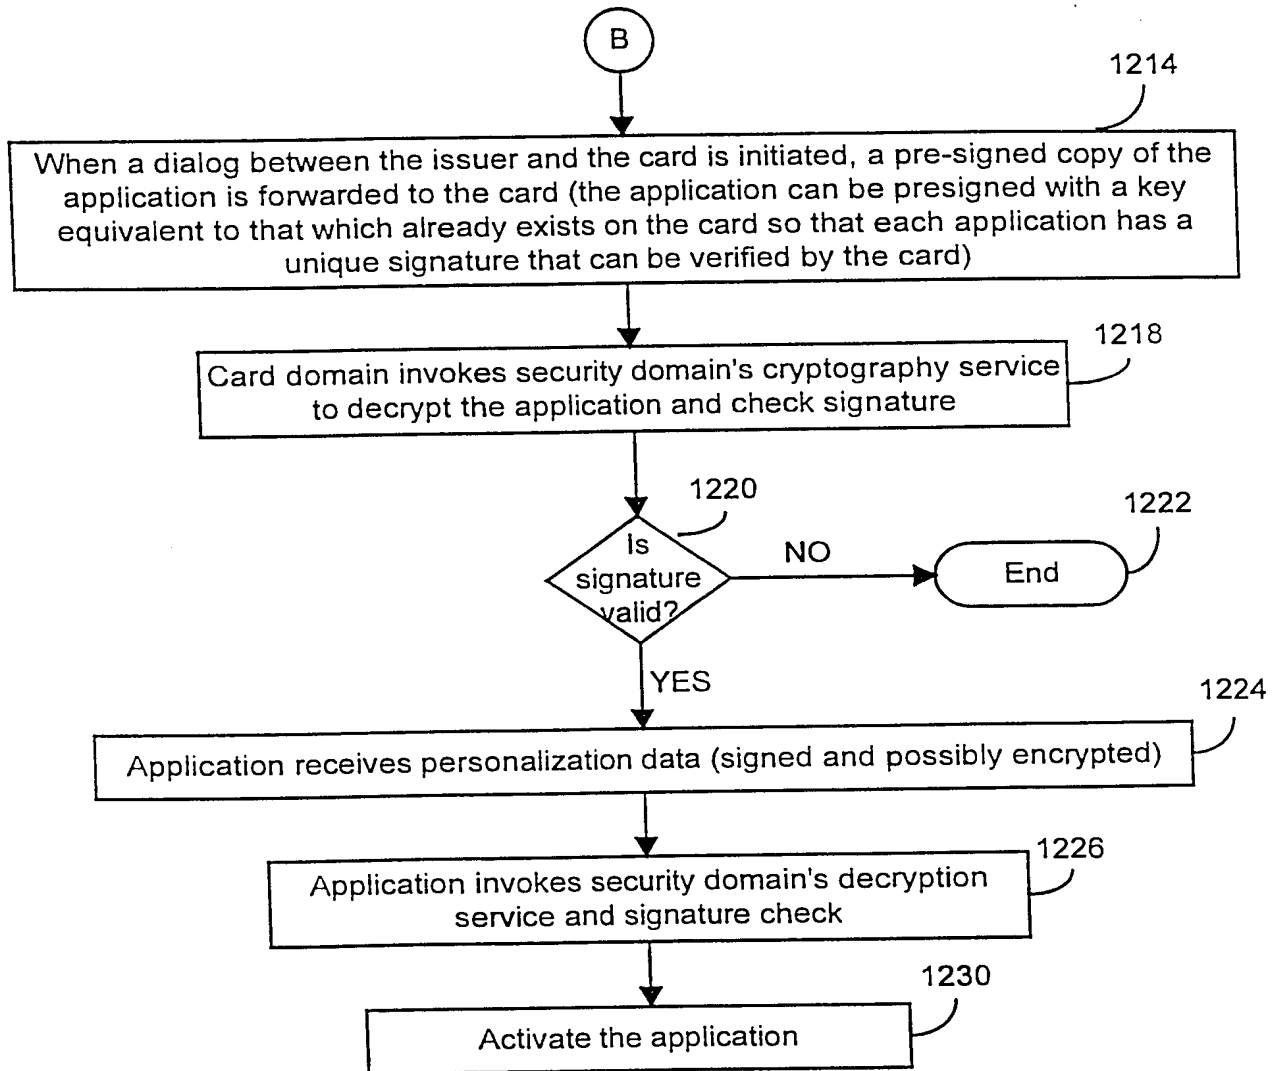 B
1214
When a dialog between the issuer and the card is initiated, a pre-signed copy of the
application is forwarded to the card (the application can be presigned with a key
equivalent to that which already exists on the card so that each application has a
unique signature that can be verified by the card)
1218
Card domain invokes security domain's cryptography service
to decrypt the application and check signature
1220
Is
signature
valid?
NO
1222
End
YES
1224
Application receives personalization data (signed and possibly encrypted)
1226
Application invokes security domain's decryption
service and signature check
1230
Activate the application